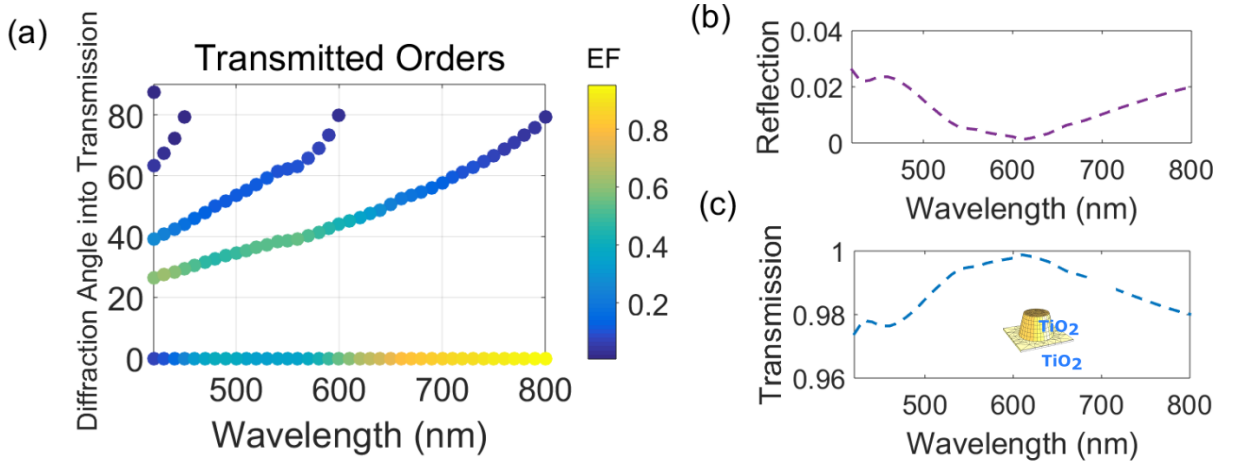 (a)
Transmitted Orders
EF
Diffraction Angle into Transmission
80
60
40
20
0
500
600
700
800
Wavelength (nm)
0.8
0.6
0.4
0.2
(b)
Reflection
0.04
0.02
0
500
600
700
800
Wavelength (nm)
(c)
Transmission
1
0.98
0.96
TiO₂
TiO₂
500
600
700
800
Wavelength (nm)